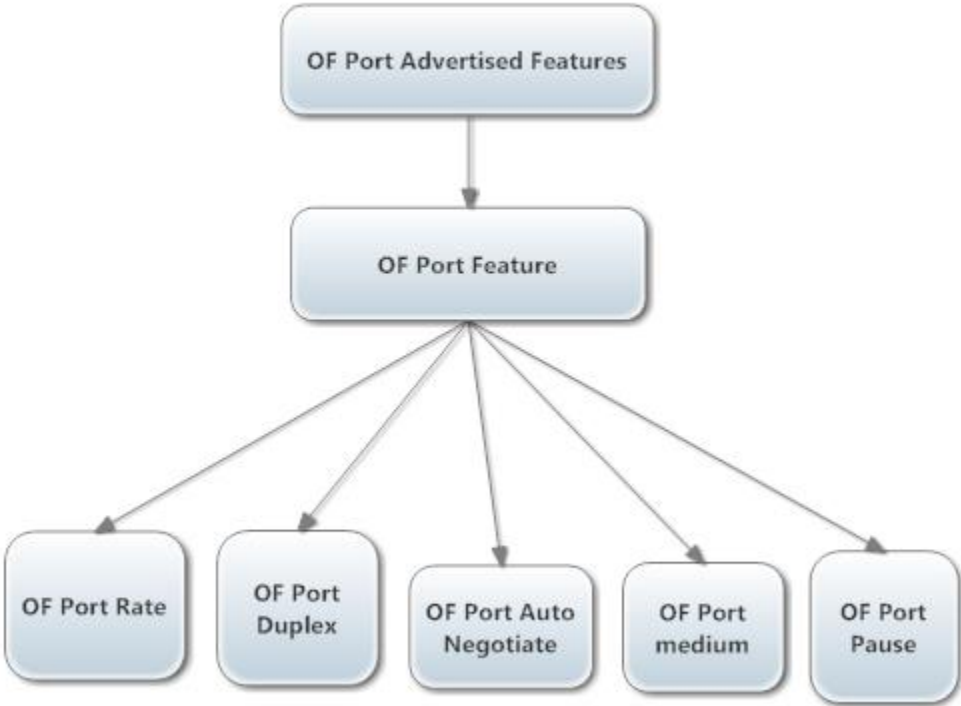 OF Port Advertised Features
OF Port Feature
OF Port Rate
OF Port
Duplex
OF Port Auto
Negotiate
OF Port
medium
OF Port
Pause